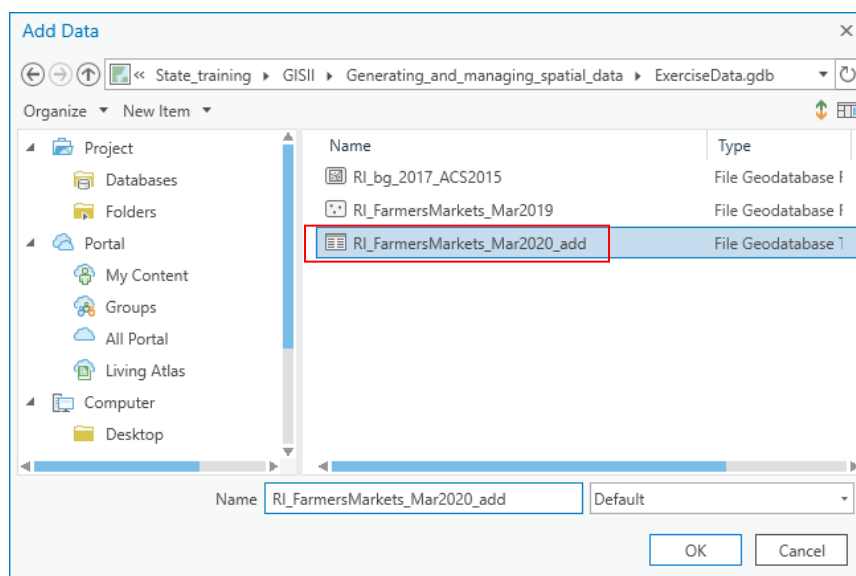 Add Data
« State_training ▸ GISII ▸ Generating_and_managing_spatial_data ▸ ExerciseData.gdb
Organize New Item
Project
Databases
Folders
Portal
My Content
Groups
All Portal
Living Atlas
Computer
Desktop
Name Type
RI_bg_2017_ACS2015 File Geodatabase F
RI_FarmersMarkets_Mar2019 File Geodatabase F
RI_FarmersMarkets_Mar2020_add File Geodatabase T
Name RI_FarmersMarkets_Mar2020_add Default
OK Cancel